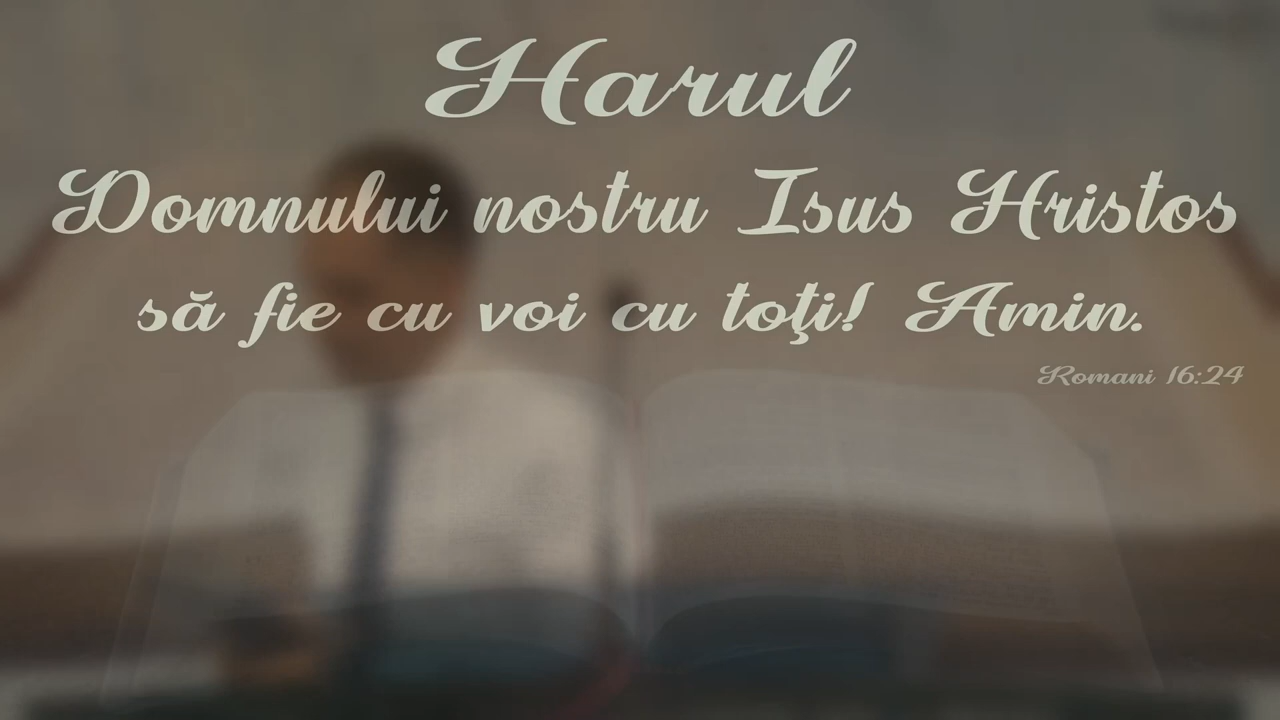 Harul
Domnului nostru Isus Hristos
să fie cu voi cu toţi! Amin.
Romani 16:24